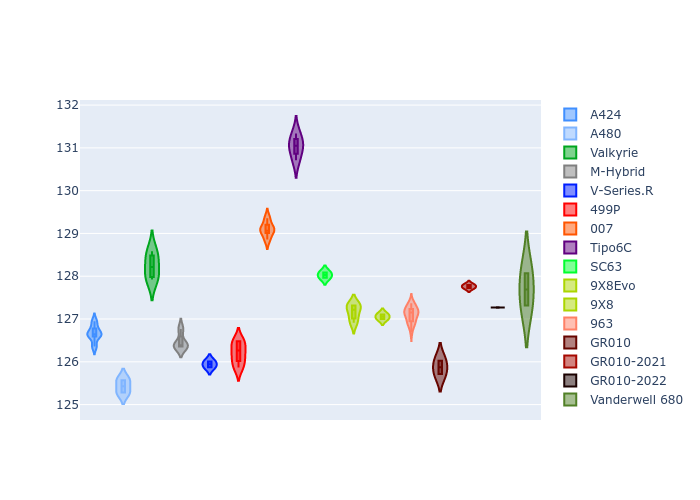 132
131
130
129
128
127
126
125
A424
A480
Valkyrie
M-Hybrid
V-Series.R
499P
007
Tipo6C
SC63
9X8Evo
9X8
963
GR010
GR010-2021
GR010-2022
Vanderwell 680